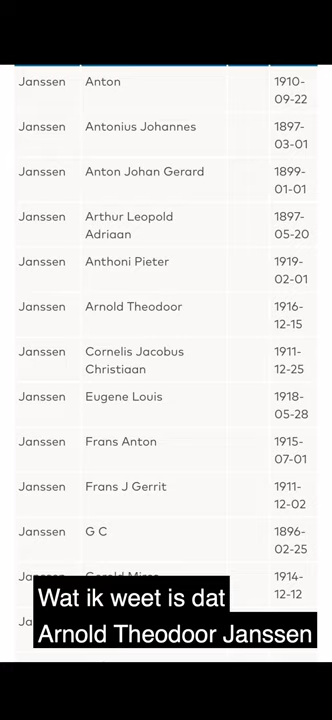 Janssen Anton 1910-
09-22
Janssen Antonius Johannes 1897-
03-01
Janssen Anton Johan Gerard 1899-
01-01
Janssen Arthur Leopold 1897-
Adriaan 05-20
Janssen Anthoni Pieter 1919-
02-01
Janssen Arnold Theodoor 1916-
12-15
Janssen Cornelis Jacobus 1911-
Christiaan 12-25
Janssen Eugene Louis 1918-
05-28
Janssen Frans Anton 1915-
07-01
Janssen Frans J Gerrit 1911-
12-02
Janssen G C 1896-
02-25
1914-
12-12
Wat ik weet is dat
Arnold Theodoor Janssen